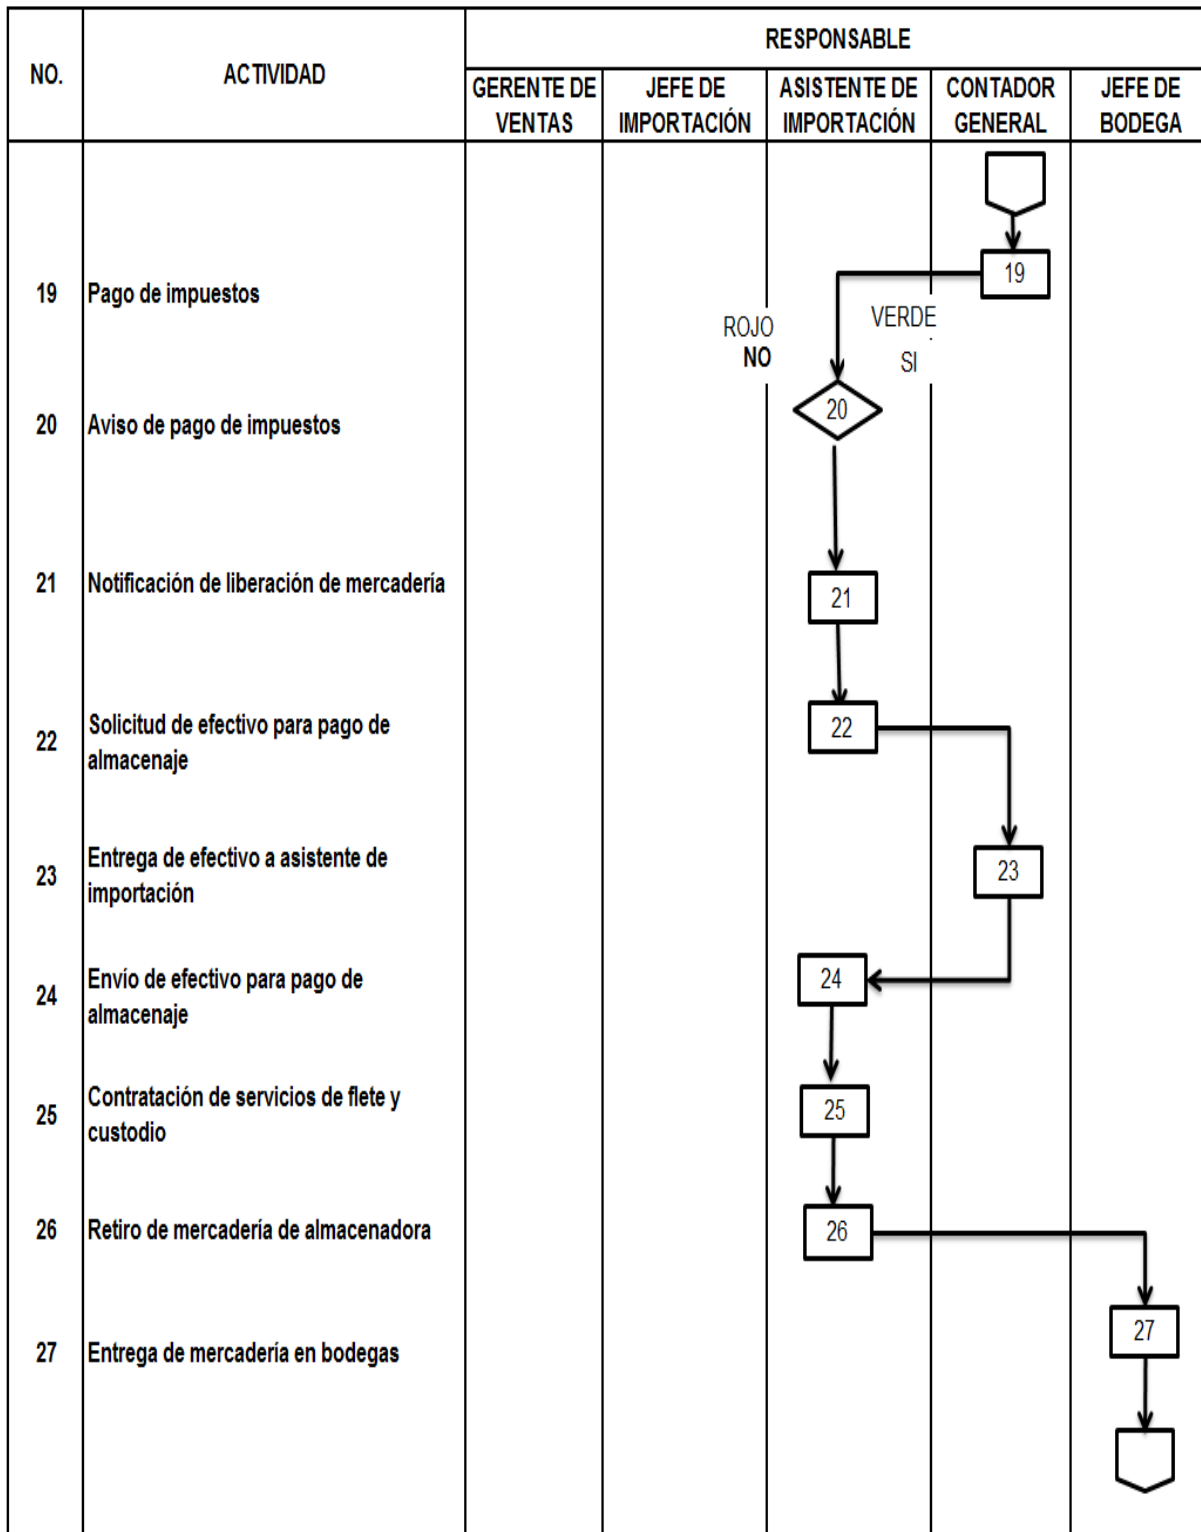 RESPONSABLE
NO.
ACTIVIDAD
GERENTE DE
VENTAS
JEFE DE
IMPORTACIÓN
ASISTENTE DE
IMPORTACIÓN
CONTADOR
GENERAL
JEFE DE
BODEGA
19
Pago de impuestos
19
ROJO
NO
VERDE
SI
20
Aviso de pago de impuestos
20
21
Notificación de liberación de mercadería
21
22
Solicitud de efectivo para pago de
almacenaje
22
23
Entrega de efectivo a asistente de
importación
23
24
Envío de efectivo para pago de
almacenaje
24
25
Contratación de servicios de flete y
custodio
25
26
Retiro de mercadería de almacenadora
26
27
Entrega de mercadería en bodegas
27